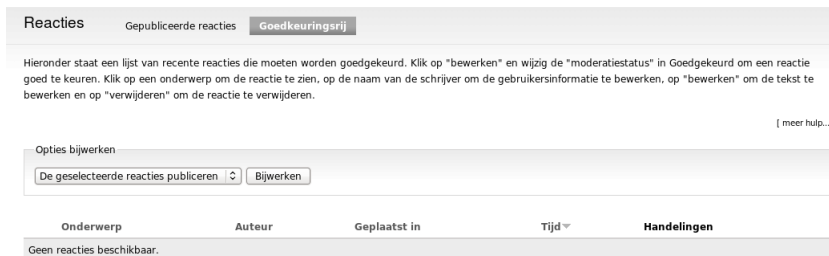 Reacties Gepubliceerde reacties Goedkeuringsrij
Hieronder staat een lijst van recente reacties die moeten worden goedgekeurd. Klik op "bewerken" en wijzig de "moderatiestatus" in Goedgekeurd om een reactie
goed te keuren. Klik op een onderwerp om de reactie te zien, op de naam van de schrijver om de gebruikersinformatie te bewerken, op "bewerken" om de tekst te
bewerken en op "verwijderen" om de reactie te verwijderen.
[ meer hulp...
Opties bijwerken
De geselecteerde reacties publiceren Bijwerken
Onderwerp Auteur Geplaatst in Tijd Handelingen
Geen reacties beschikbaar.